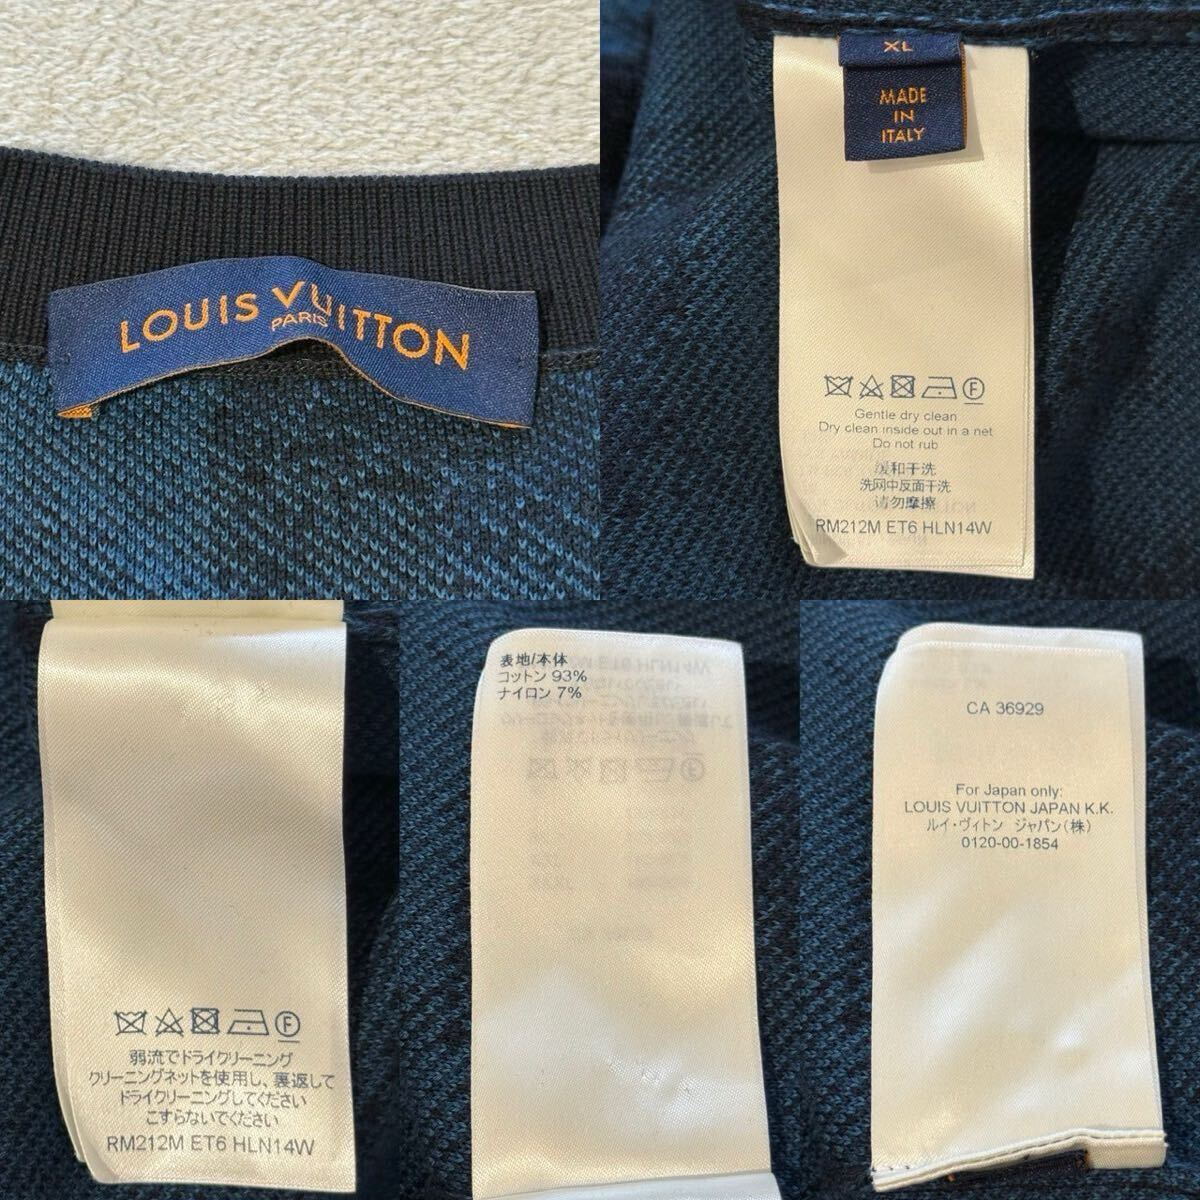 LOUIS VUITTON
PARIS
XL
MADE
IN
ITALY
Gentle dry clean
Dry clean inside out in a net
Do not rub
缓和干洗
洗网中反面干洗
请勿摩擦
RM212M ET6 HLN14W
弱流でドライクリーニング
クリーニングネットを使用し、裏返して
ドライクリーニングしてください
こすらないでください
RM212M ET6 HLN14W
表地/本体
コットン 93%
ナイロン 7%
CA 36929
For Japan only:
LOUIS VUITTON JAPAN K.K.
ルイ・ヴィトン ジャパン(株)
0120-00-1854